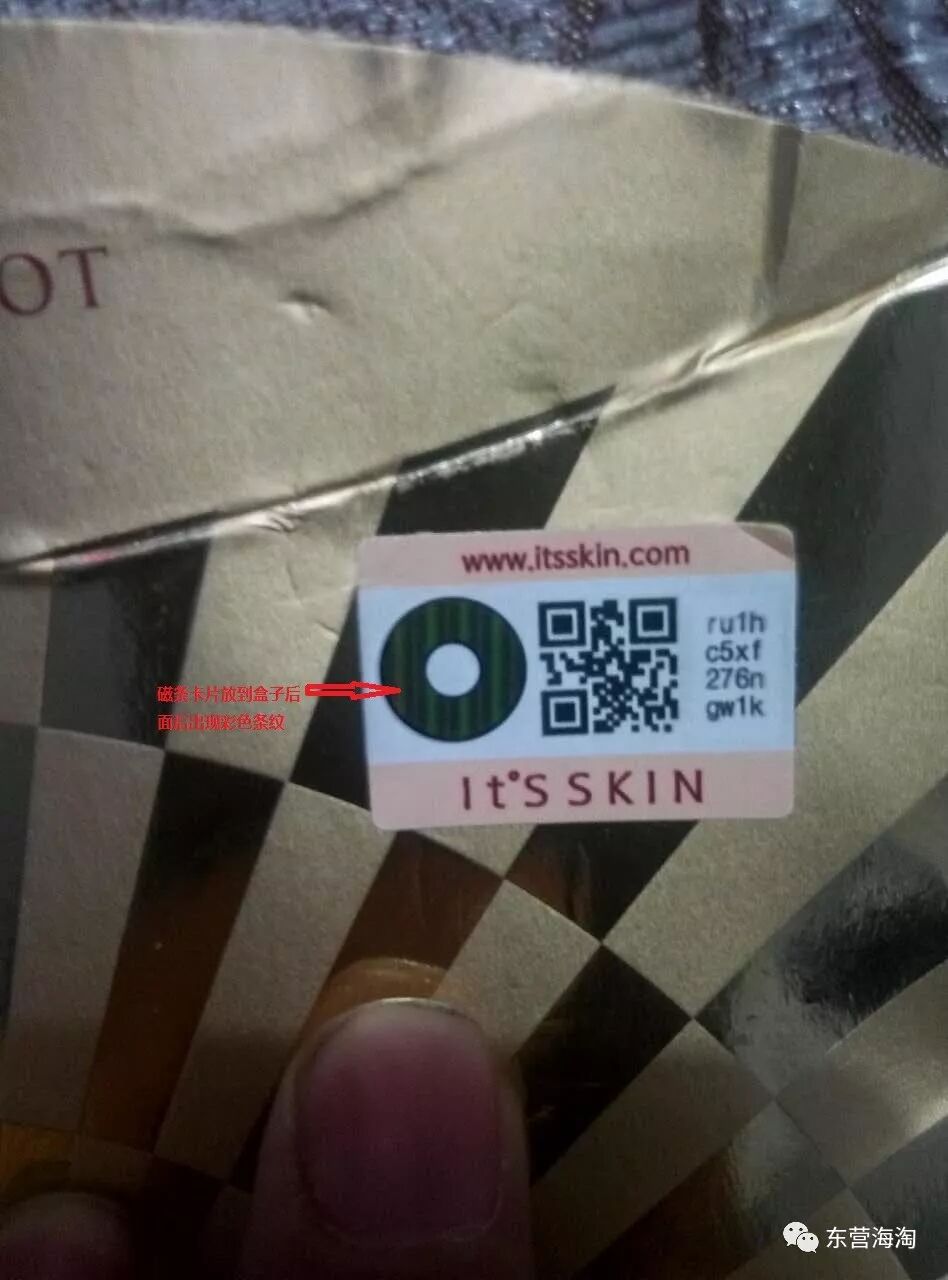 OT
www.itsskin.com
ru1h
c5xf
276n
gw1k
磁条卡片放到盒子后
面后出现彩色条纹
It'S SKIN
东营海淘